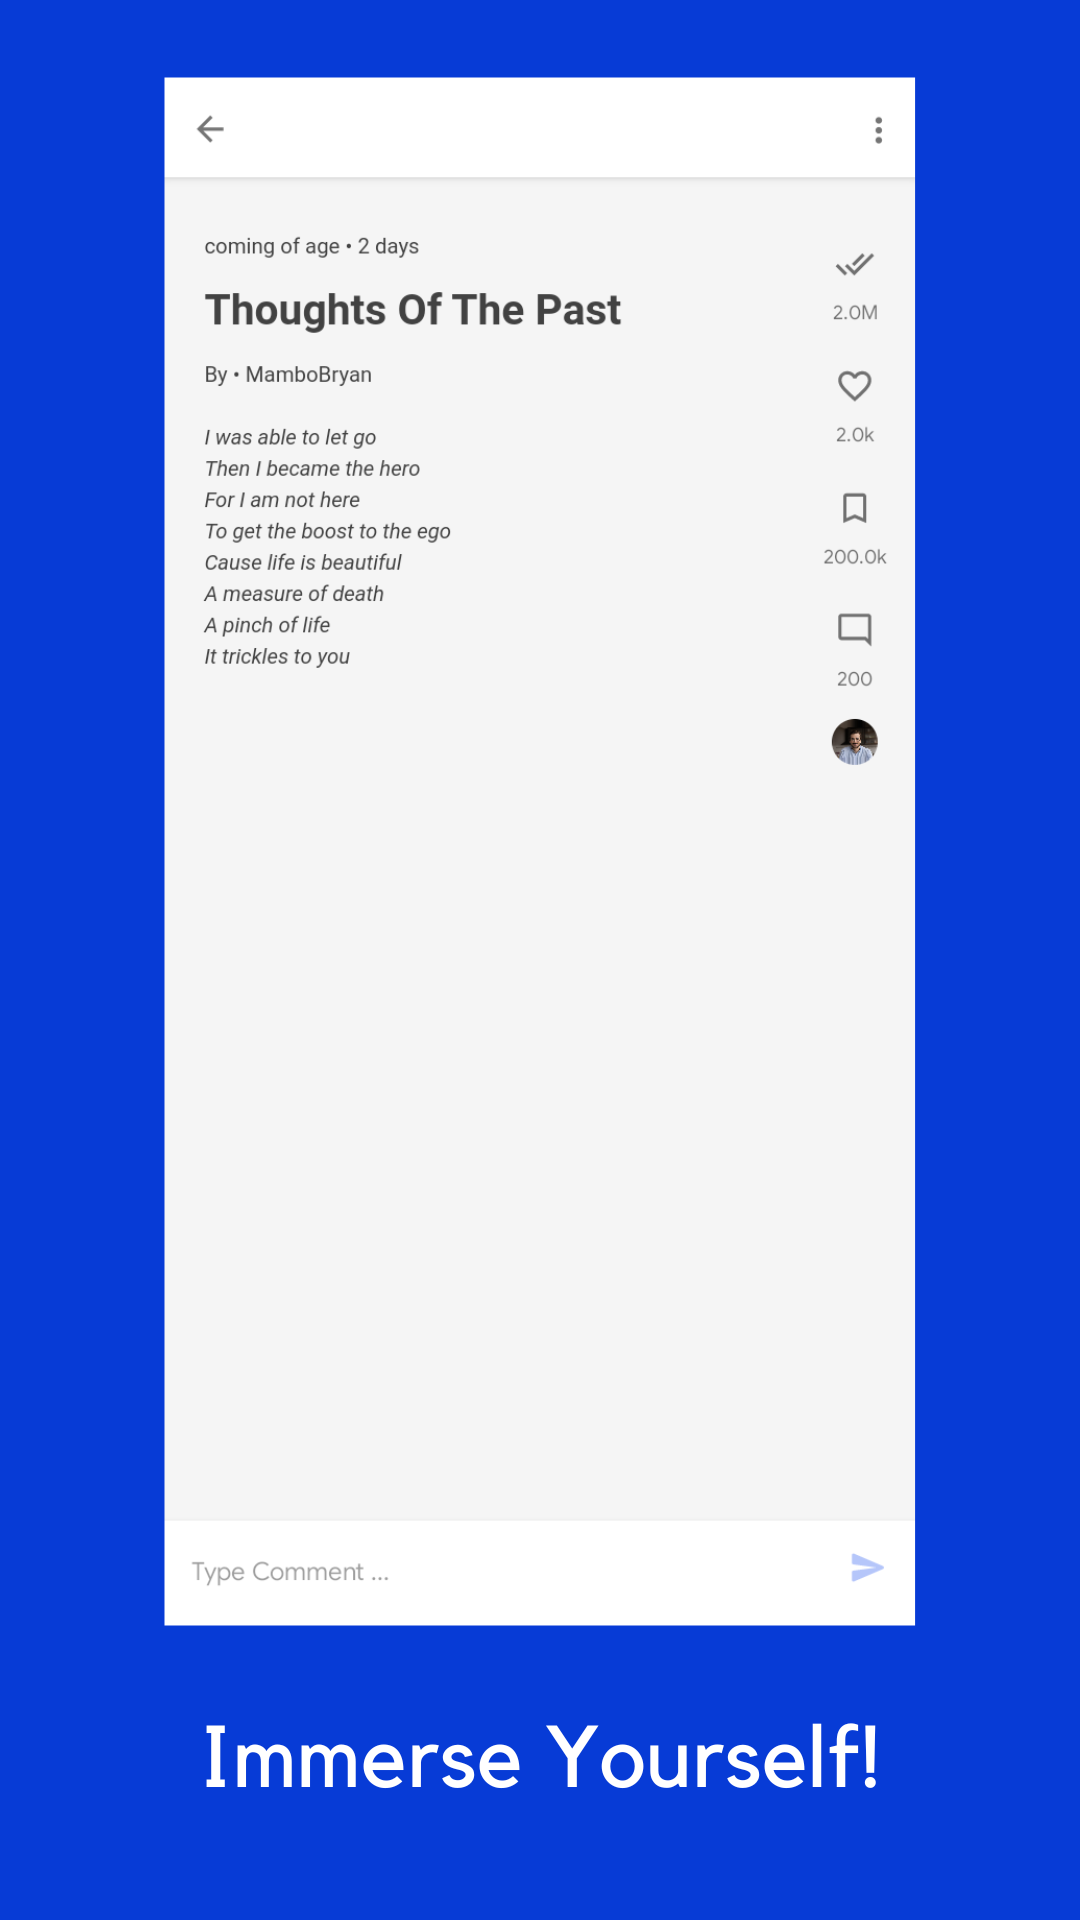 coming of age • 2 days
Thoughts Of The Past
By • MamboBryan
I was able to let go
Then I became the hero
For I am not here
To get the boost to the ego
Cause life is beautiful
A measure of death
A pinch of life
It trickles to you
2.0M
2.0k
200.0k
200
Type Comment ...
Immerse Yourself!